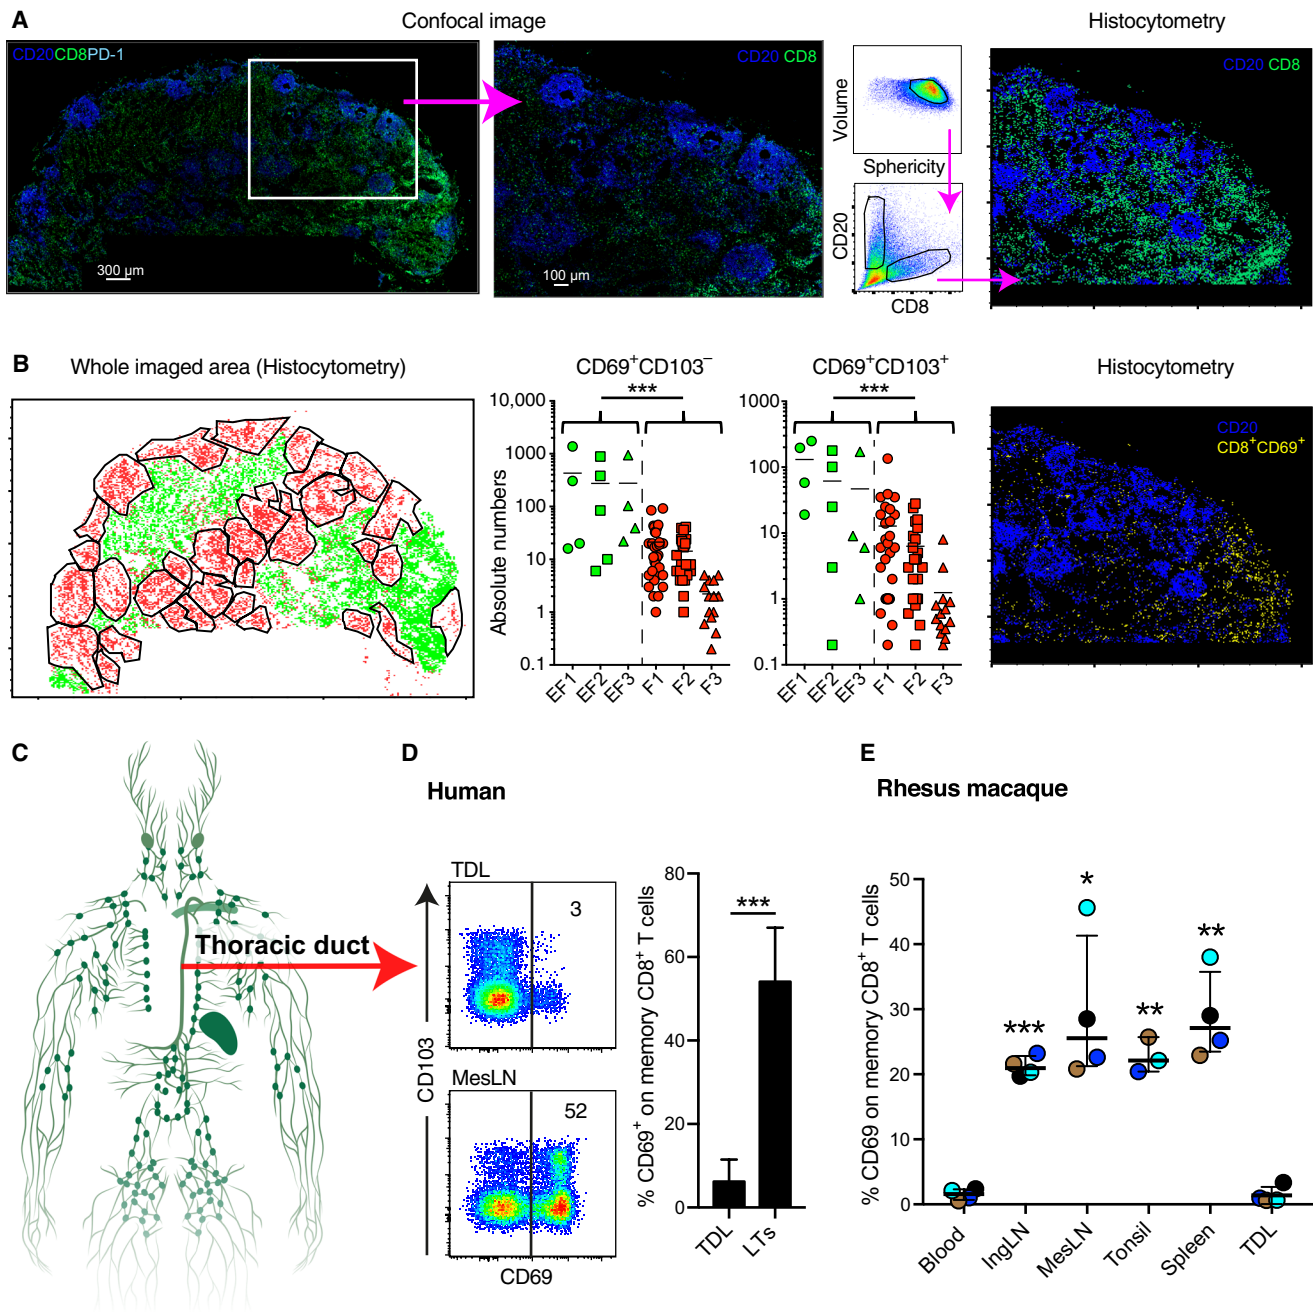 A
Confocal image
Histocytometry
CD20CD8PD-1
300 µm
CD20 CD8
100 µm
Volume
Sphericity
CD20
CD8
CD20 CD8
B
Whole imaged area (Histocytometry)
CD69+CD103–
***
Absolute numbers
10,000
1000
100
10
1
0.1
EF1
EF2
EF3
F1
F2
F3
CD69+CD103+
***
1000
100
10
1
0.1
EF1
EF2
EF3
F1
F2
F3
Histocytometry
CD20
CD8+CD69+
C
Thoracic duct
D
Human
TDL
3
MesLN
52
CD103
CD69
% CD69+ on memory CD8+ T cells
80
60
40
20
0
***
TDL
LTs
E
Rhesus macaque
% CD69 on memory CD8+ T cells
50
40
30
20
10
0
***
*
**
**
Blood
IngLN
MesLN
Tonsil
Spleen
TDL